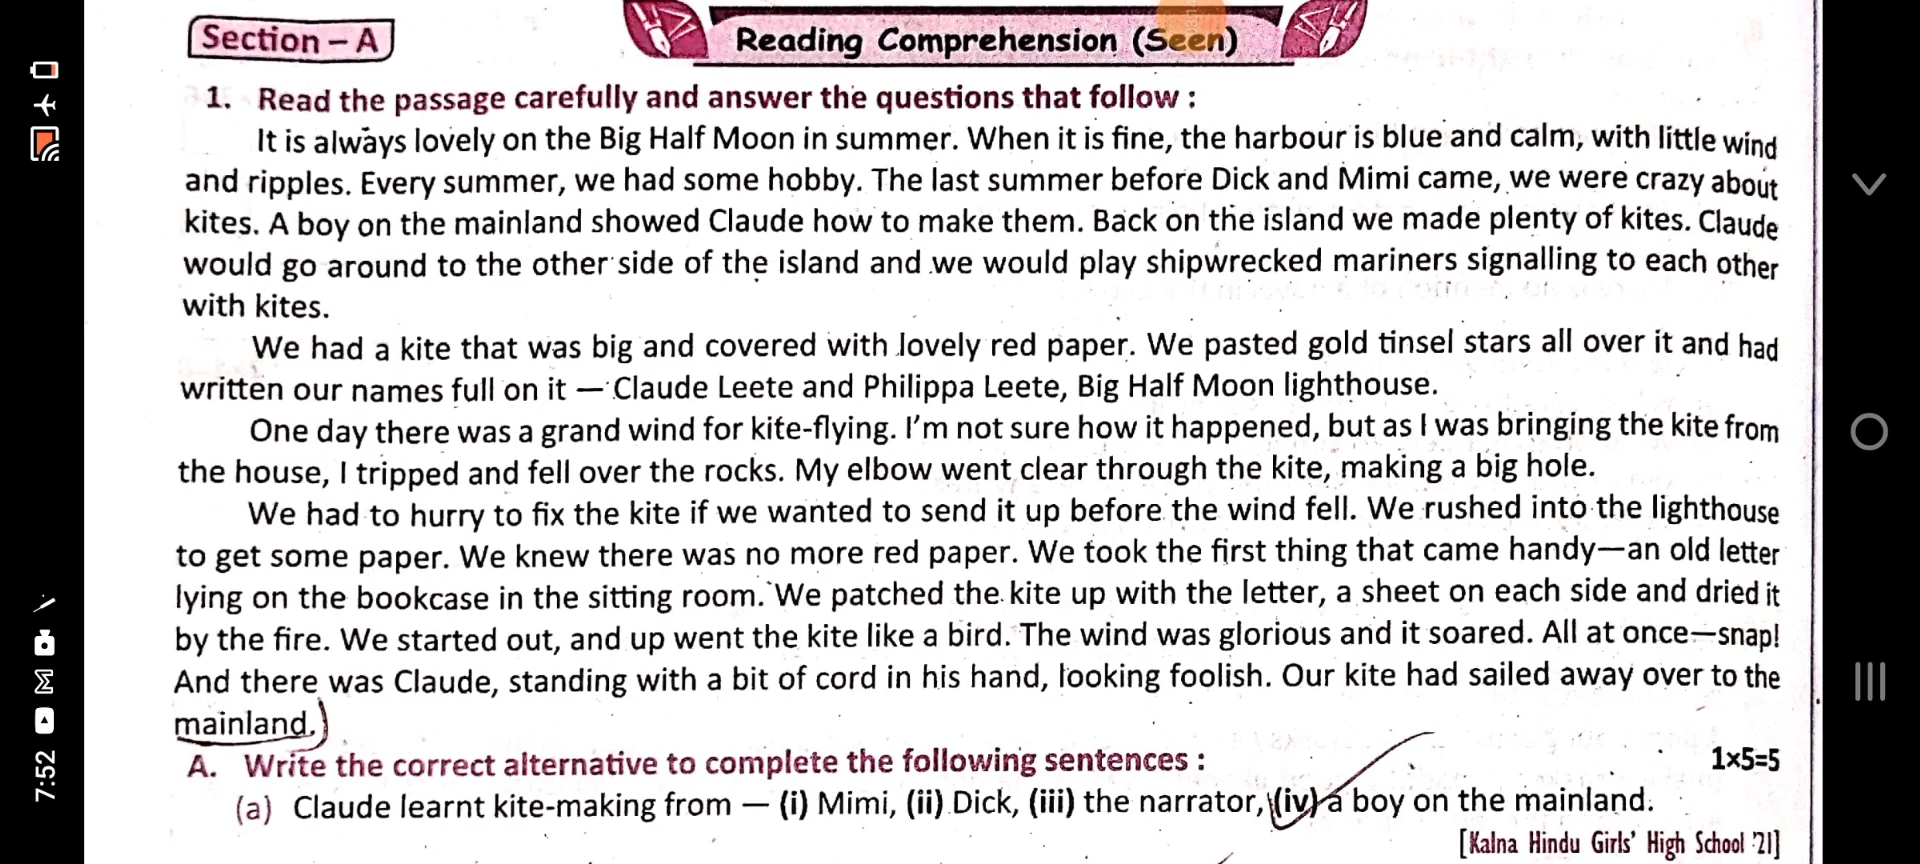 Section – A
Reading Comprehension (Seen)
1. Read the passage carefully and answer the questions that follow :
It is always lovely on the Big Half Moon in summer. When it is fine, the harbour is blue and calm, with little wind
and ripples. Every summer, we had some hobby. The last summer before Dick and Mimi came, we were crazy about
kites. A boy on the mainland showed Claude how to make them. Back on the island we made plenty of kites. Claude
would go around to the other side of the island and we would play shipwrecked mariners signalling to each other
with kites.
We had a kite that was big and covered with lovely red paper. We pasted gold tinsel stars all over it and had
written our names full on it — Claude Leete and Philippa Leete, Big Half Moon lighthouse.
One day there was a grand wind for kite-flying. I'm not sure how it happened, but as I was bringing the kite from
the house, I tripped and fell over the rocks. My elbow went clear through the kite, making a big hole.
We had to hurry to fix the kite if we wanted to send it up before the wind fell. We rushed into the lighthouse
to get some paper. We knew there was no more red paper. We took the first thing that came handy—an old letter
lying on the bookcase in the sitting room. We patched the kite up with the letter, a sheet on each side and dried it
by the fire. We started out, and up went the kite like a bird. The wind was glorious and it soared. All at once—snap!
And there was Claude, standing with a bit of cord in his hand, looking foolish. Our kite had sailed away over to the
mainland.
A. Write the correct alternative to complete the following sentences : 1×5=5
(a) Claude learnt kite-making from — (i) Mimi, (ii) Dick, (iii) the narrator, (iv) a boy on the mainland.
[Kalna Hindu Girls' High School '21]
7:52